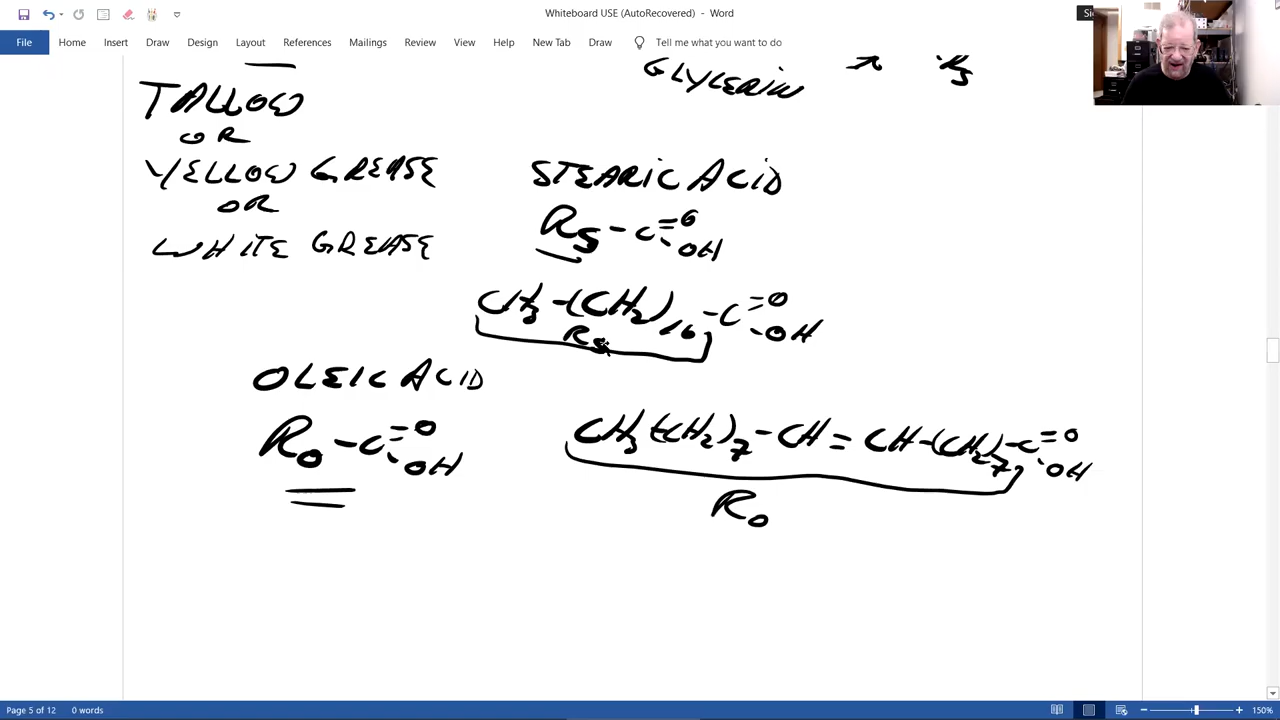 Whiteboard USE (AutoRecovered) - Word
File Home Insert Draw Design Layout References Mailings Review View Help New Tab Draw Tell me what you want to do
TALLOW
OR
YELLOW GREASE
OR
WHITE GREASE
GLYLERIN
STEARIC ACID
RS - C =O - OH
CH3 -(CH2)16 - C =O - OH
RS
OLEIC ACID
RO - C =O - OH
CH3 (CH2)7 - CH = CH -(CH2)7 - C =O - OH
RO
Page 5 of 12 0 words
150%